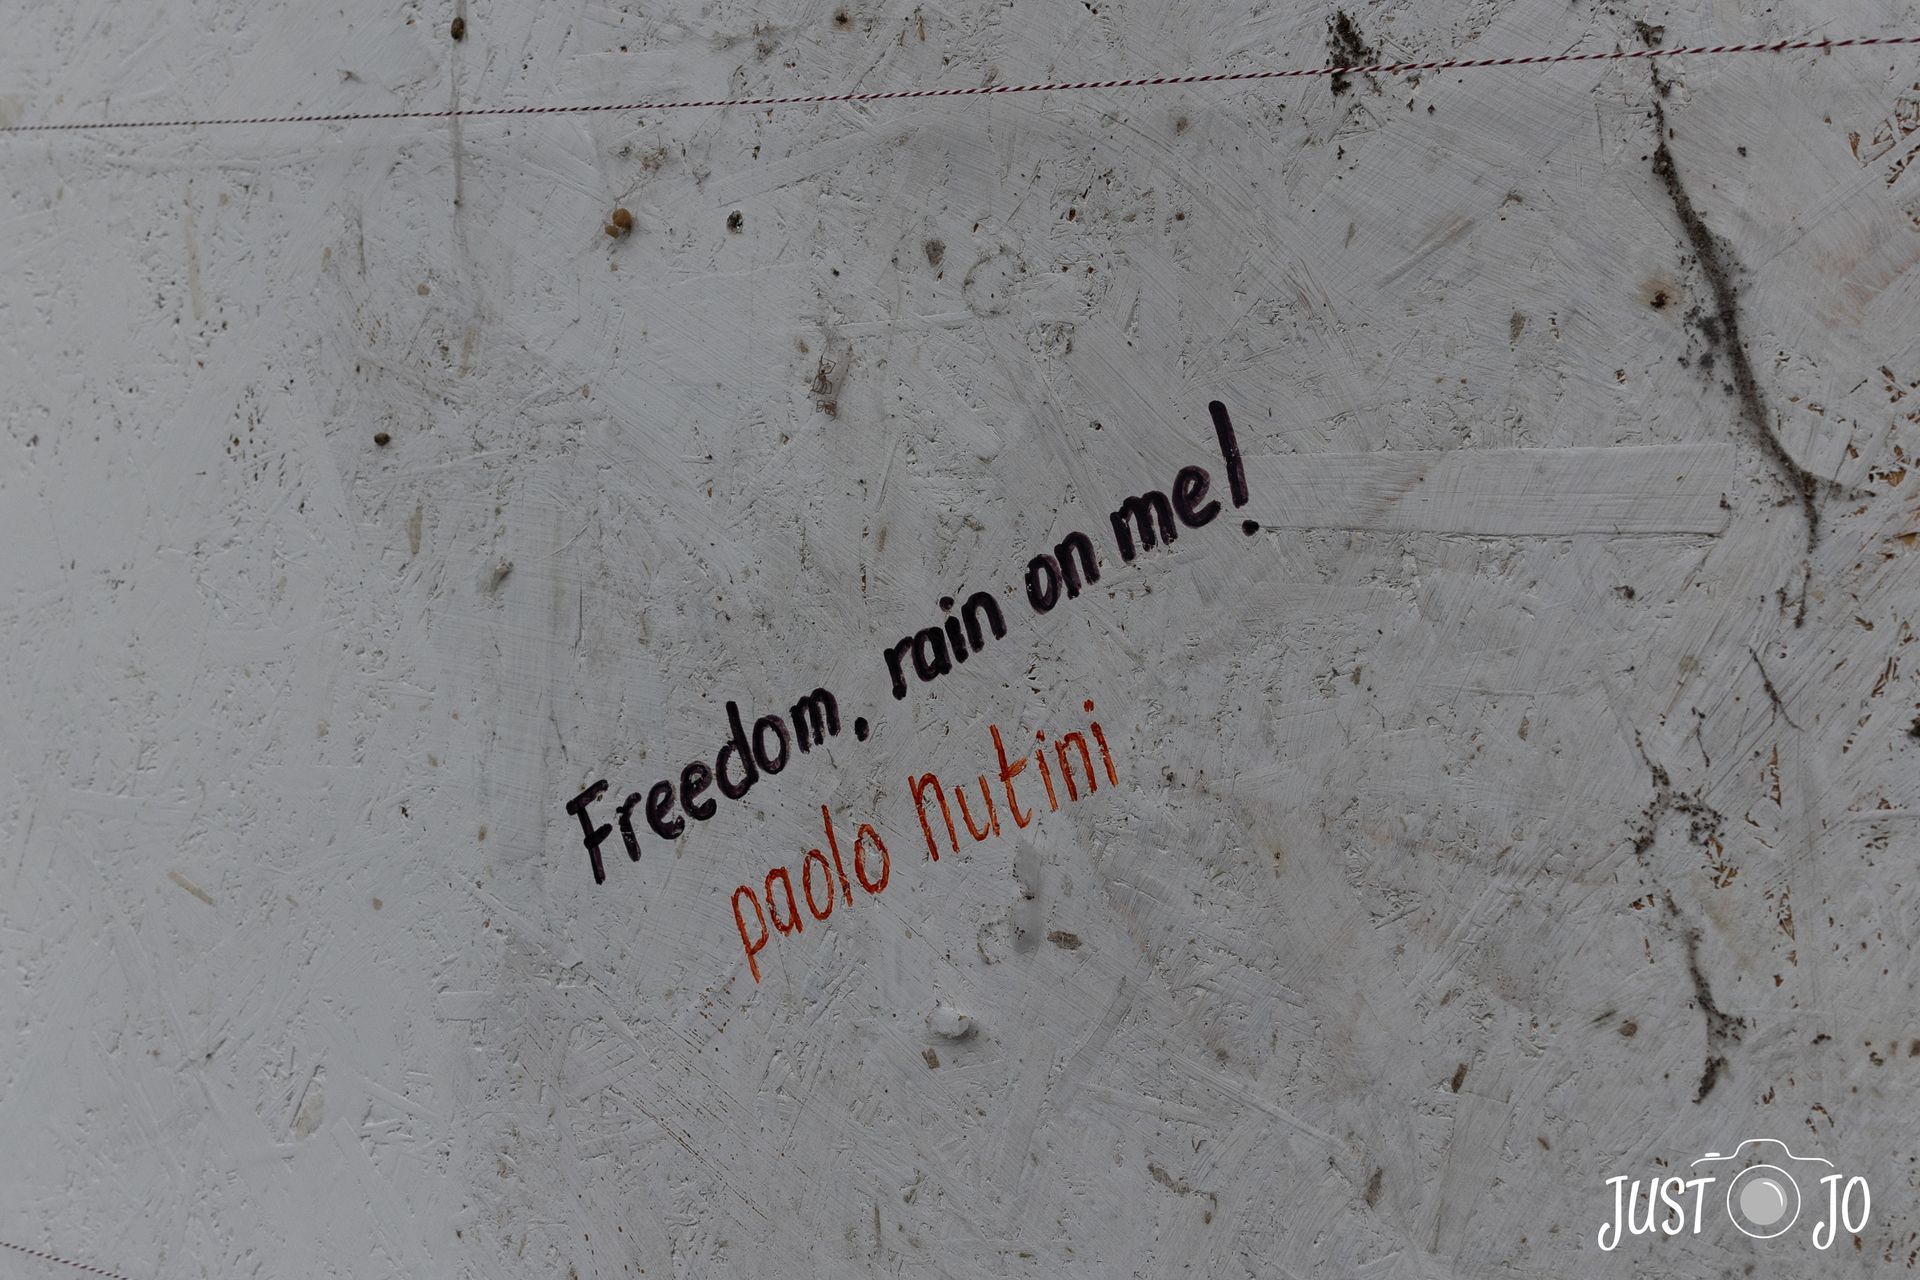 Freedom, rain on me!
paolo nutini
JUST JO